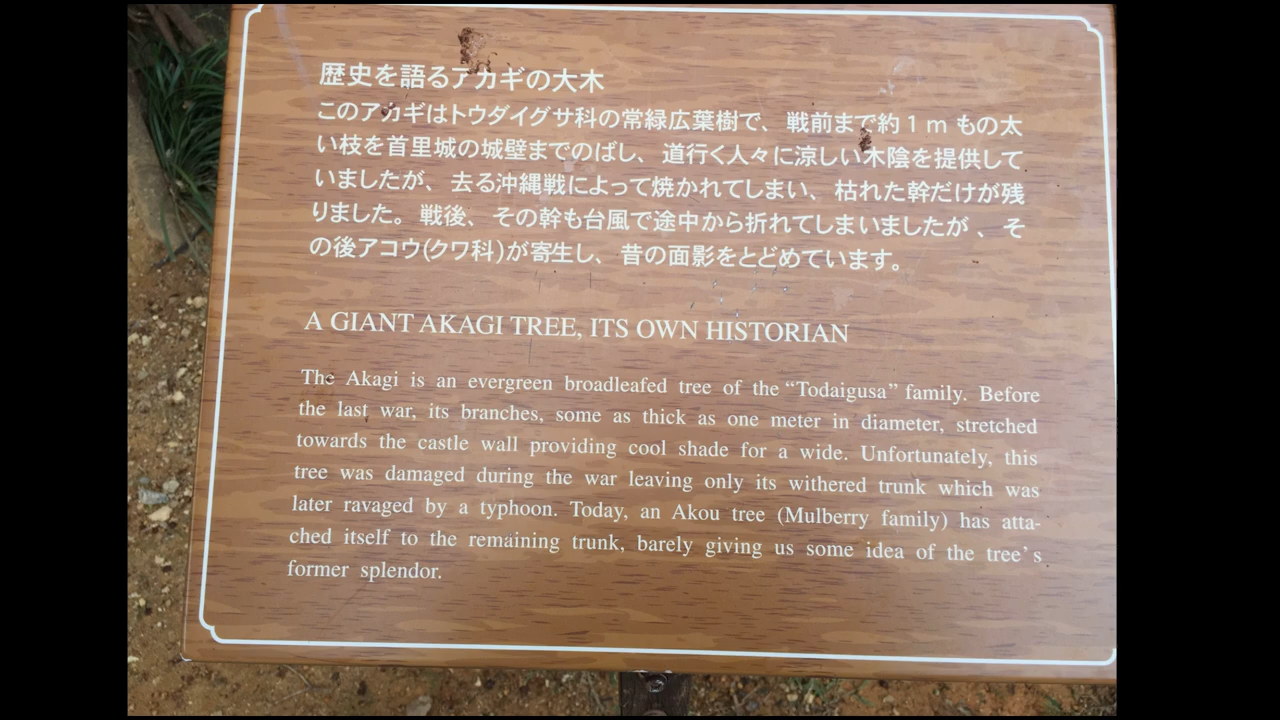 歴史を語るアカギの大木
このアカギはトウダイグサ科の常緑広葉樹で、戦前まで約1mもの太
い枝を首里城の城壁までのばし、道行く人々に涼しい木陰を提供して
いましたが、去る沖縄戦によって焼かれてしまい、枯れた幹だけが残
りました。戦後、その幹も台風で途中から折れてしまいましたが、そ
の後アコウ(クワ科)が寄生し、昔の面影をとどめています。
A GIANT AKAGI TREE, ITS OWN HISTORIAN
The Akagi is an evergreen broadleafed tree of the “Todaigusa” family. Before
the last war, its branches, some as thick as one meter in diameter, stretched
towards the castle wall providing cool shade for a wide. Unfortunately, this
tree was damaged during the war leaving only its withered trunk which was
later ravaged by a typhoon. Today, an Akou tree (Mulberry family) has atta-
ched itself to the remaining trunk, barely giving us some idea of the tree’s
former splendor.